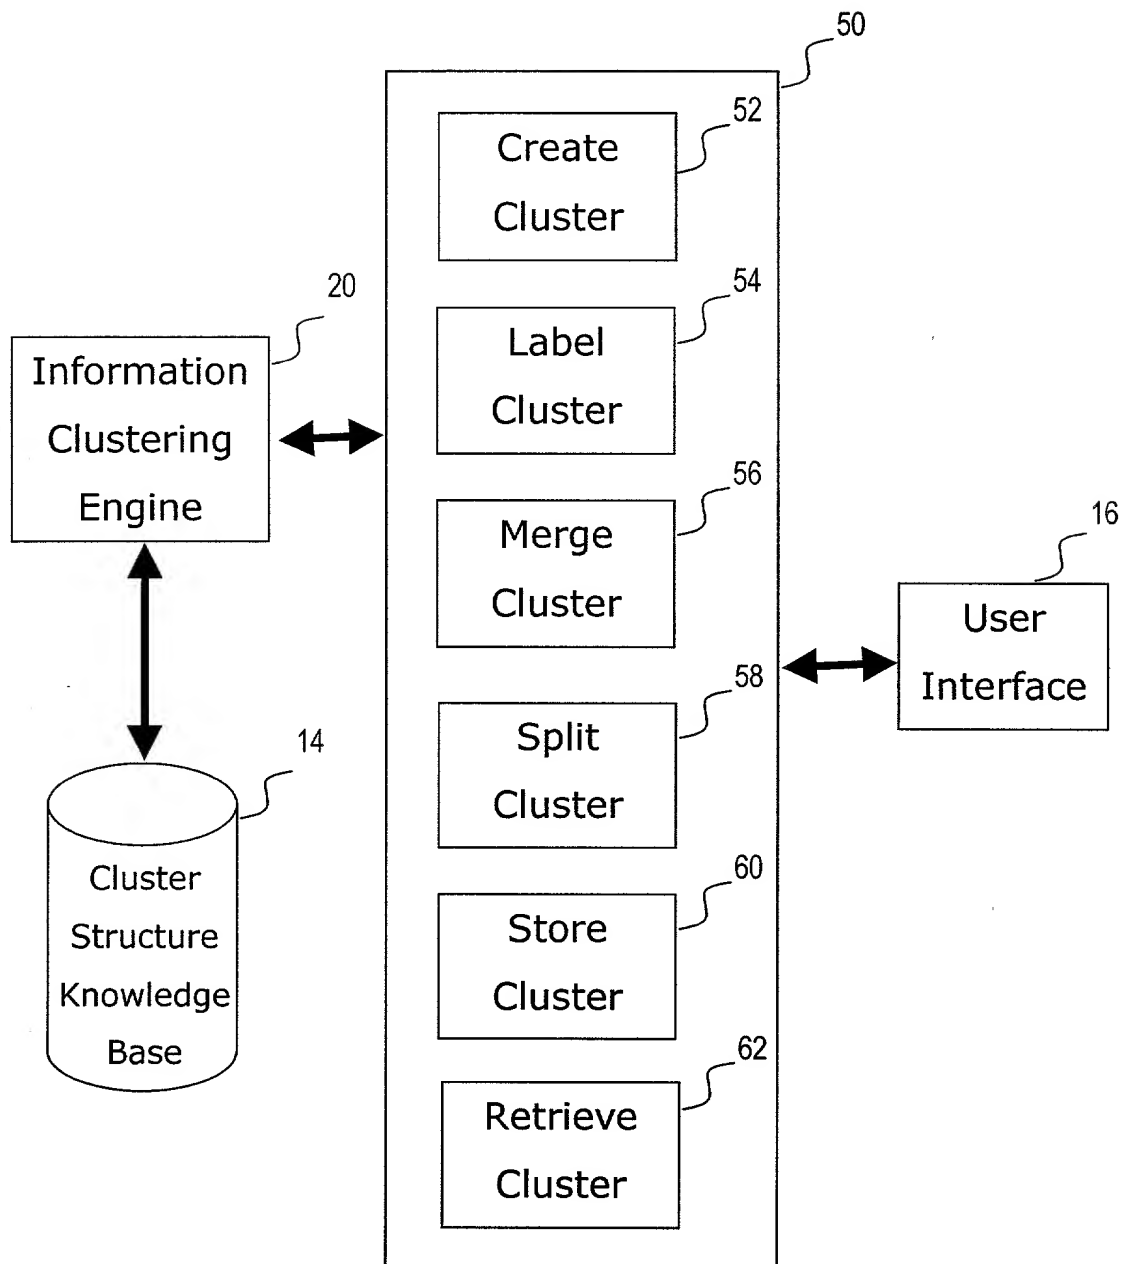 50
52
Create
Cluster
54
Label
Cluster
20
Information
Clustering
Engine
56
Merge
Cluster
16
User
Interface
58
Split
Cluster
14
Cluster
Structure
Knowledge
Base
60
Store
Cluster
62
Retrieve
Cluster